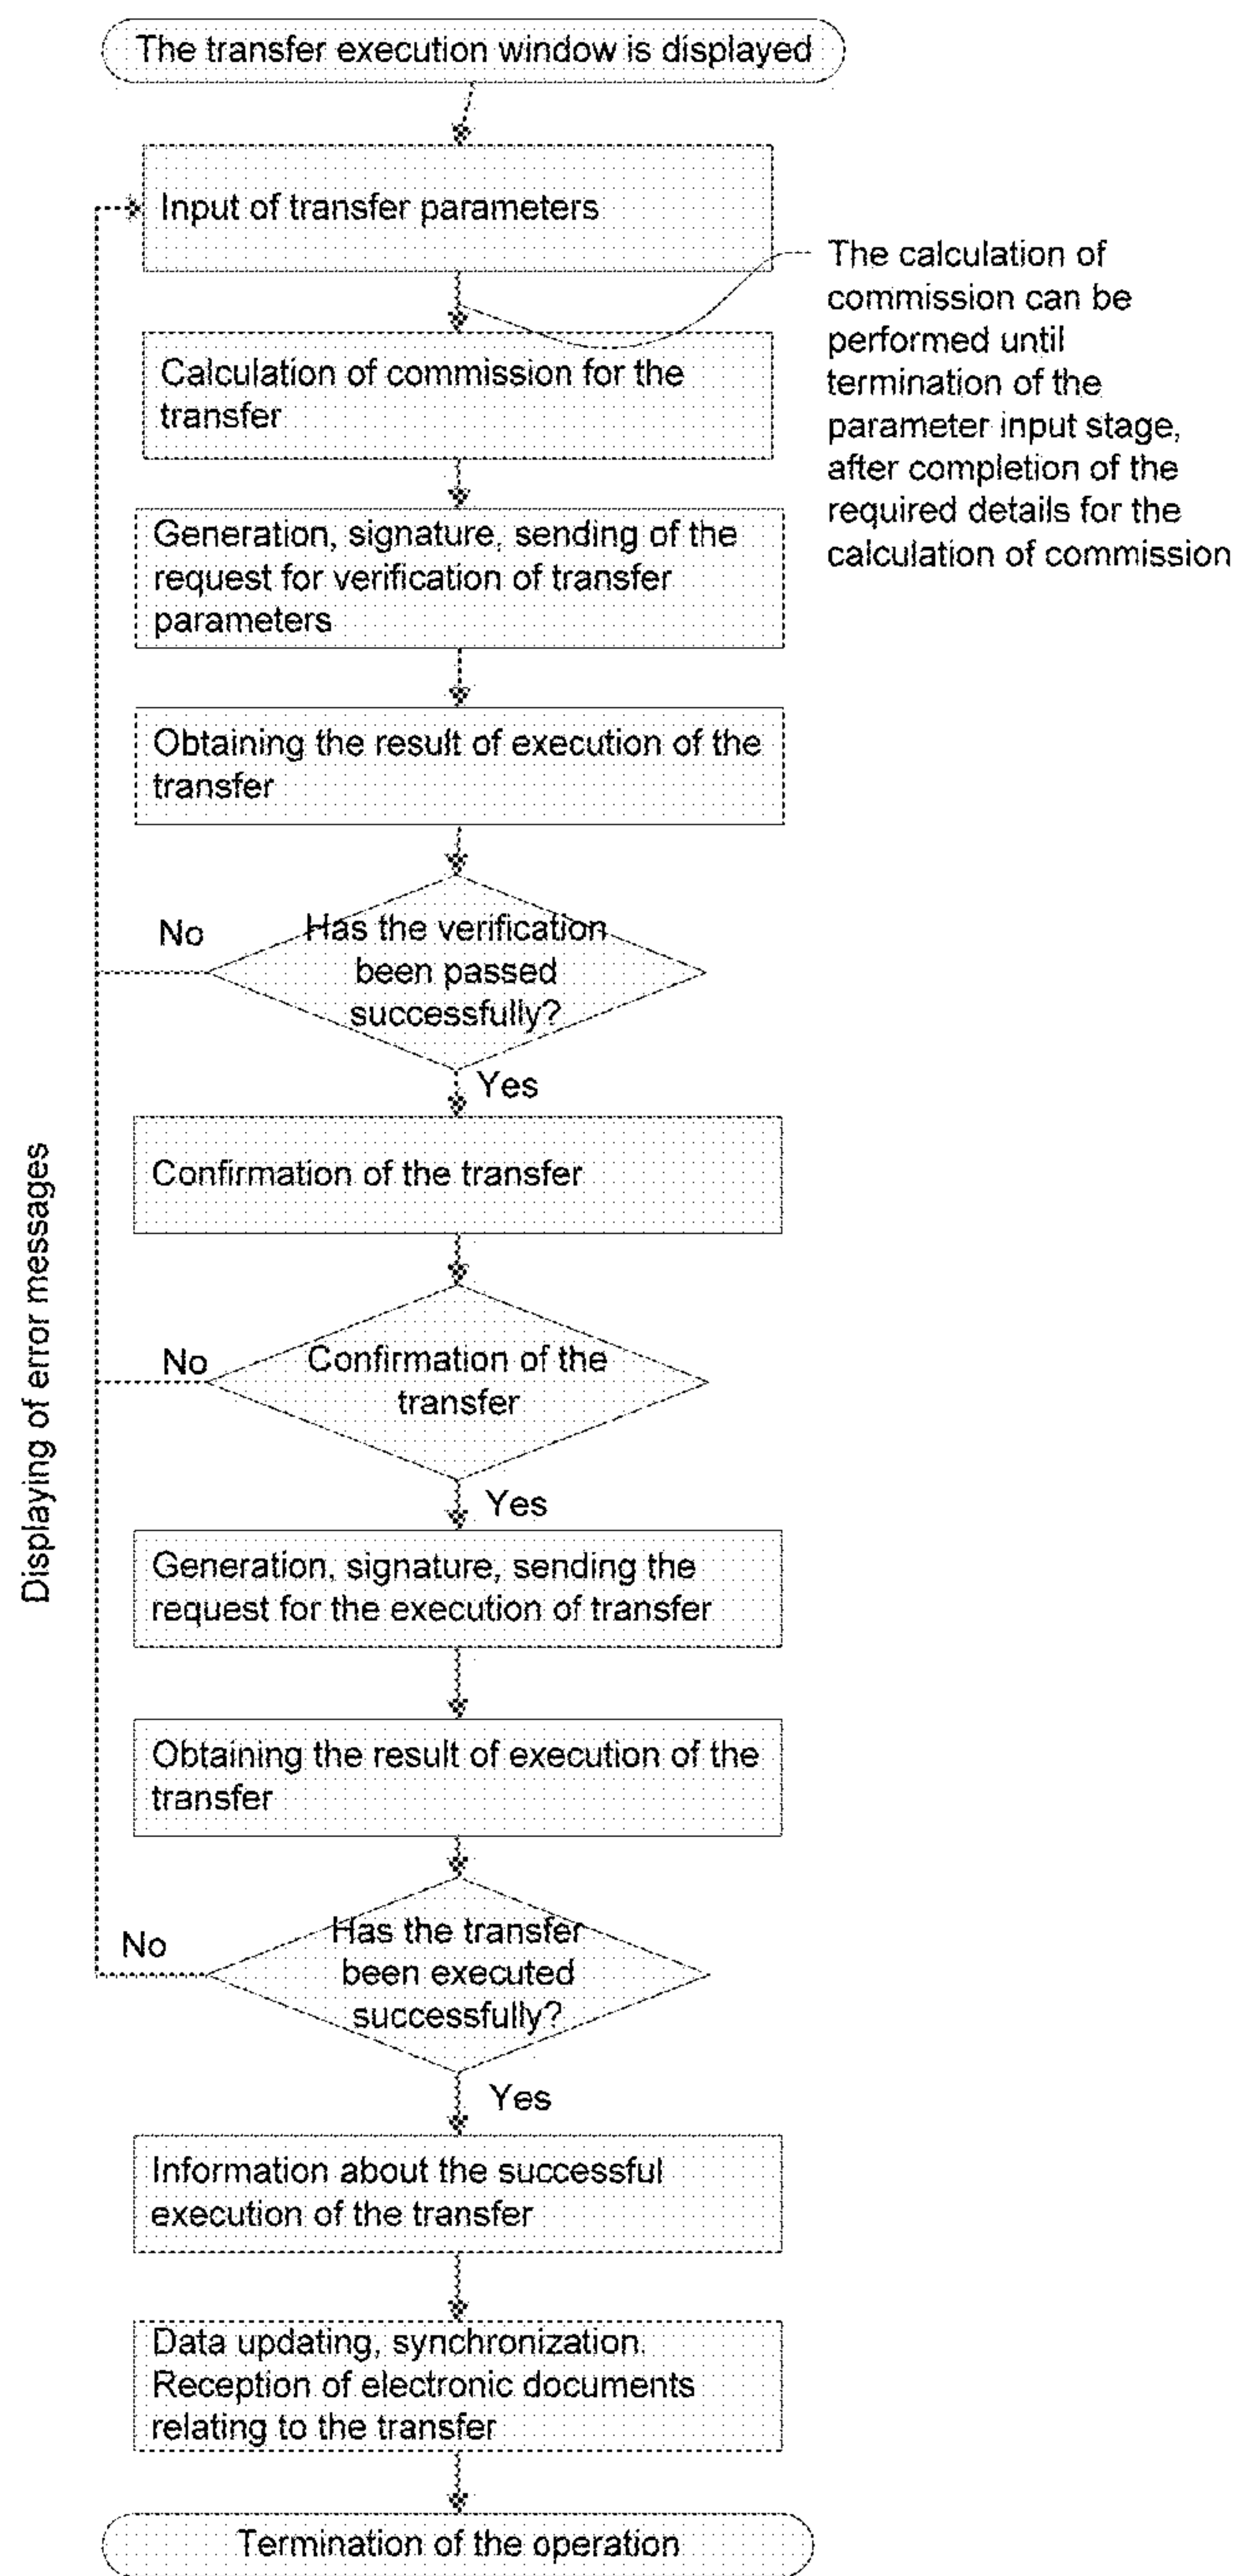 The transfer execution window is displayed
Input of transfer parameters
The calculation of
commission can be
performed until
termination of the
parameter input stage,
after completion of the
required details for the
calculation of commission
Calculation of commission for the
transfer
Generation, signature, sending of the
request for verification of transfer
parameters
Obtaining the result of execution of the
transfer
No
Has the verification
been passed
successfully?
Yes
Confirmation of the transfer
Displaying of error messages
No
Confirmation of the
transfer
Yes
Generation, signature, sending the
request for the execution of transfer
Obtaining the result of execution of the
transfer
No
Has the transfer
been executed
successfully?
Yes
Information about the successful
execution of the transfer
Data updating, synchronization.
Reception of electronic documents
relating to the transfer
Termination of the operation